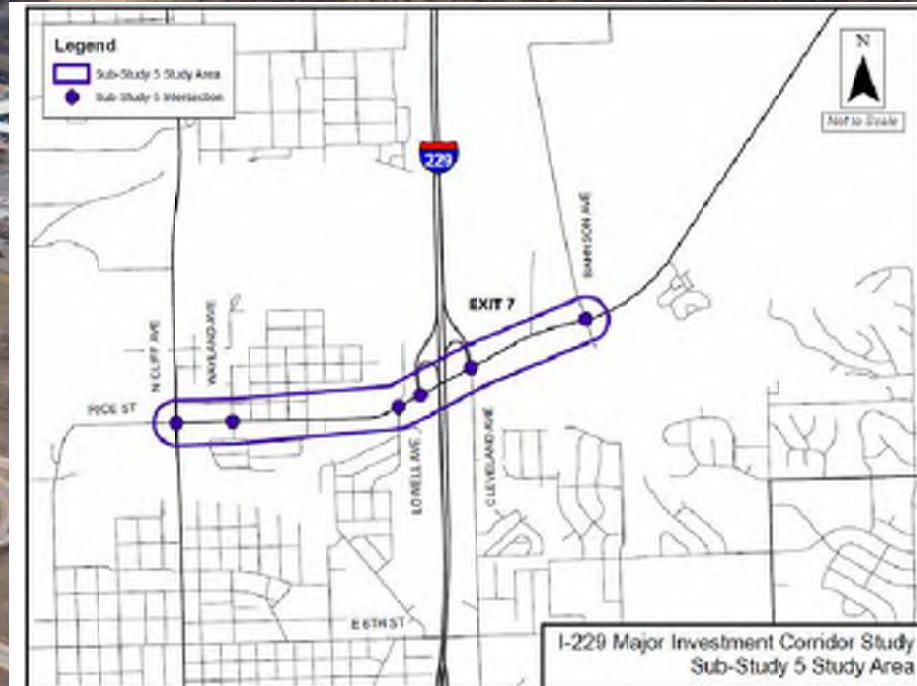 Legend
Sub-Study 5 Study Area
Sub-Study 5 Intersection
N
Not to Scale
229
BAHNSON AVE
EXIT 7
N CLIFF AVE
WAYLAND AVE
RICE ST
LOWELL AVE
CLEVELAND AVE
E 6TH ST
I-229 Major Investment Corridor Study
Sub-Study 5 Study Area